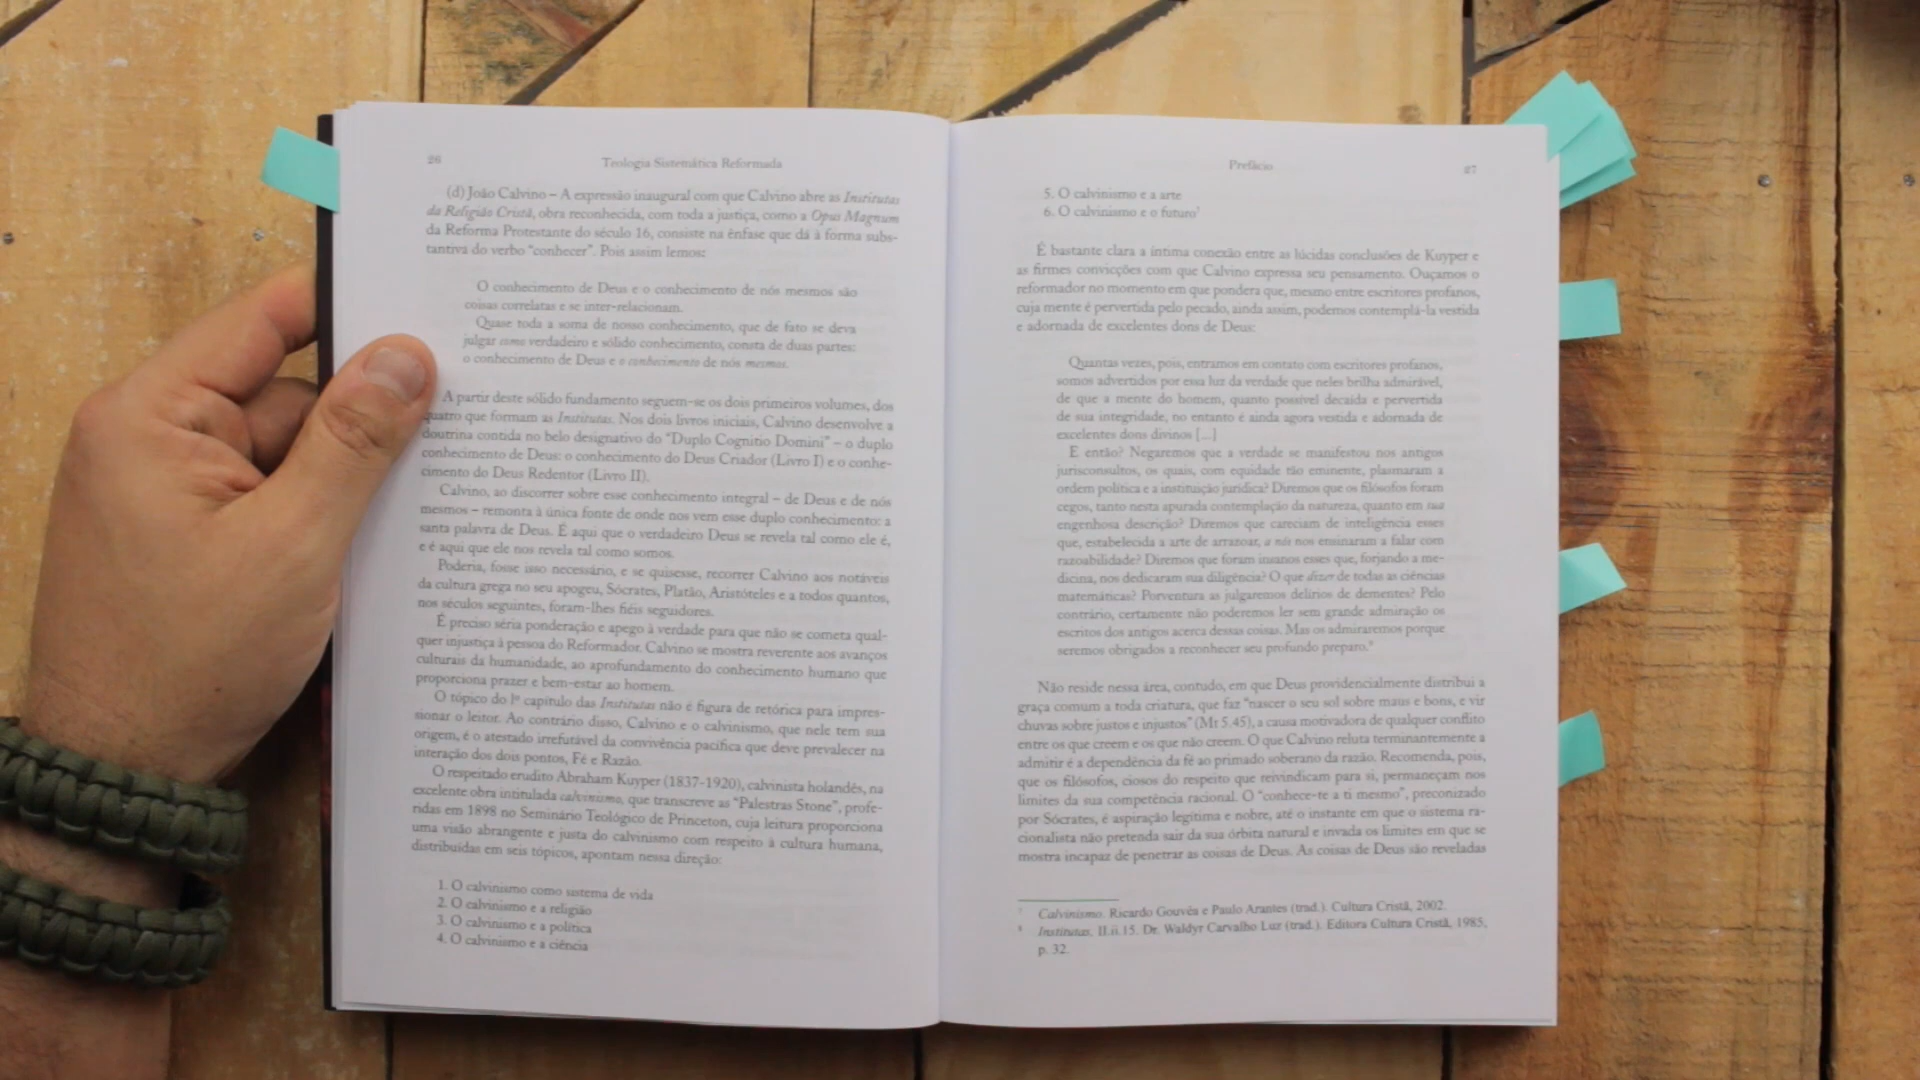 26
Teologia Sistemática Reformada
(d) João Calvino – A expressão inaugural com que Calvino abre as Institutas
da Religião Cristã, obra reconhecida, com toda a justiça, como a Opus Magnum
da Reforma Protestante do século 16, consiste na ênfase que dá à forma subs-
tantiva do verbo "conhecer". Pois assim lemos:
O conhecimento de Deus e o conhecimento de nós mesmos são
coisas correlatas e se inter-relacionam.
Quase toda a soma de nosso conhecimento, que de fato se deva
julgar como verdadeiro e sólido conhecimento, consta de duas partes:
o conhecimento de Deus e o conhecimento de nós mesmos.
A partir deste sólido fundamento seguem-se os dois primeiros volumes, dos
quatro que formam as Institutas. Nos dois livros iniciais, Calvino desenvolve a
doutrina contida no belo designativo do "Duplo Cognitio Domini" – o duplo
conhecimento de Deus: o conhecimento do Deus Criador (Livro I) e o conhe-
cimento do Deus Redentor (Livro II).
Calvino, ao discorrer sobre esse conhecimento integral – de Deus e de nós
mesmos – remonta à única fonte de onde nos vem esse duplo conhecimento: a
santa palavra de Deus. É aqui que o verdadeiro Deus se revela tal como ele é,
e é aqui que ele nos revela tal como somos.
Poderia, fosse isso necessário, e se quisesse, recorrer Calvino aos notáveis
da cultura grega no seu apogeu, Sócrates, Platão, Aristóteles e a todos quantos,
nos séculos seguintes, foram-lhes fiéis seguidores.
É preciso séria ponderação e apego à verdade para que não se cometa qual-
quer injustiça à pessoa do Reformador. Calvino se mostra reverente aos avanços
culturais da humanidade, ao aprofundamento do conhecimento humano que
proporciona prazer e bem-estar ao homem.
O tópico do 1º capítulo das Institutas não é figura de retórica para impres-
sionar o leitor. Ao contrário disso, Calvino e o calvinismo, que nele tem sua
origem, é o atestado irrefutável da convivência pacífica que deve prevalecer na
interação dos dois pontos, Fé e Razão.
O respeitado erudito Abraham Kuyper (1837-1920), calvinista holandês, na
excelente obra intitulada calvinismo, que transcreve as "Palestras Stone", profe-
ridas em 1898 no Seminário Teológico de Princeton, cuja leitura proporciona
uma visão abrangente e justa do calvinismo com respeito à cultura humana,
distribuídas em seis tópicos, apontam nessa direção:
1. O calvinismo como sistema de vida
2. O calvinismo e a religião
3. O calvinismo e a política
4. O calvinismo e a ciência
Prefácio
27
5. O calvinismo e a arte
6. O calvinismo e o futuro⁷
É bastante clara a íntima conexão entre as lúcidas conclusões de Kuyper e
as firmes convicções com que Calvino expressa seu pensamento. Ouçamos o
reformador no momento em que pondera que, mesmo entre escritores profanos,
cuja mente é pervertida pelo pecado, ainda assim, podemos contemplá-la vestida
e adornada de excelentes dons de Deus:
Quantas vezes, pois, entramos em contato com escritores profanos,
somos advertidos por essa luz da verdade que neles brilha admirável,
de que a mente do homem, quanto possível decaída e pervertida
de sua integridade, no entanto é ainda agora vestida e adornada de
excelentes dons divinos [...]
E então? Negaremos que a verdade se manifestou nos antigos
jurisconsultos, os quais, com equidade tão eminente, plasmaram a
ordem política e a instituição jurídica? Diremos que os filósofos foram
cegos, tanto nesta apurada contemplação da natureza, quanto em sua
engenhosa descrição? Diremos que careciam de inteligência esses
que, estabelecida a arte de arrazoar, a nós nos ensinaram a falar com
razoabilidade? Diremos que foram insanos esses que, forjando a me-
dicina, nos dedicaram sua diligência? O que dizer de todas as ciências
matemáticas? Porventura as julgaremos delírios de dementes? Pelo
contrário, certamente não poderemos ler sem grande admiração os
escritos dos antigos acerca dessas coisas. Mas os admiraremos porque
seremos obrigados a reconhecer seu profundo preparo.⁸
Não reside nessa área, contudo, em que Deus providencialmente distribui a
graça comum a toda criatura, que faz "nascer o seu sol sobre maus e bons, e vir
chuvas sobre justos e injustos" (Mt 5.45), a causa motivadora de qualquer conflito
entre os que creem e os que não creem. O que Calvino reluta terminantemente a
admitir é a dependência da fé ao primado soberano da razão. Recomenda, pois,
que os filósofos, ciosos do respeito que reivindicam para si, permaneçam nos
limites da sua competência racional. O "conhece-te a ti mesmo", preconizado
por Sócrates, é aspiração legítima e nobre, até o instante em que o sistema ra-
cionalista não pretenda sair da sua órbita natural e invada os limites em que se
mostra incapaz de penetrar as coisas de Deus. As coisas de Deus são reveladas
⁷ Calvinismo. Ricardo Gouvêa e Paulo Arantes (trad.). Cultura Cristã, 2002.
⁸ Institutas, II.ii.15. Dr. Waldyr Carvalho Luz (trad.). Editora Cultura Cristã, 1985,
p. 32.